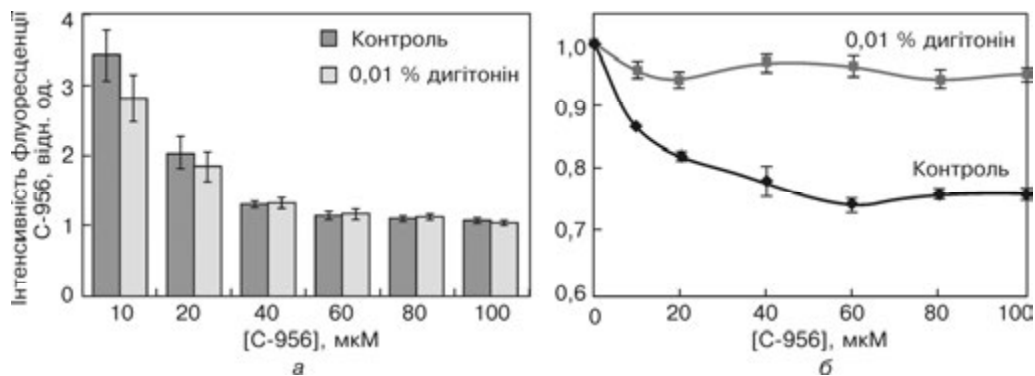 Інтенсивність флуоресценції
С-956, відн. од.
4
3
2
1
0
Контроль
0,01 % дигітонін
10 20 40 60 80 100
[С-956], мкМ
а
1,0
0,9
0,8
0,7
0,6
0,01 % дигітонін
Контроль
0 20 40 60 80 100
[С-956], мкМ
б